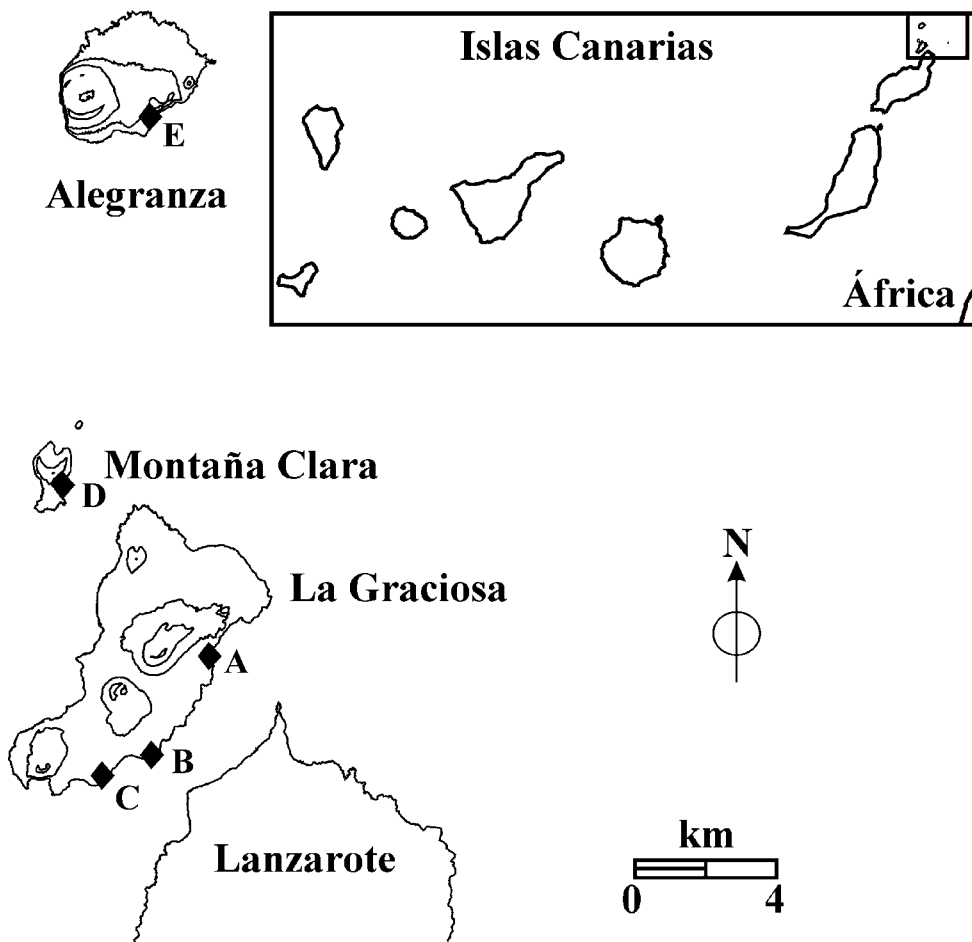 Islas Canarias
E
Alegranza
África
Montaña Clara
D
N
La Graciosa
A
B
C
km
Lanzarote
0 4